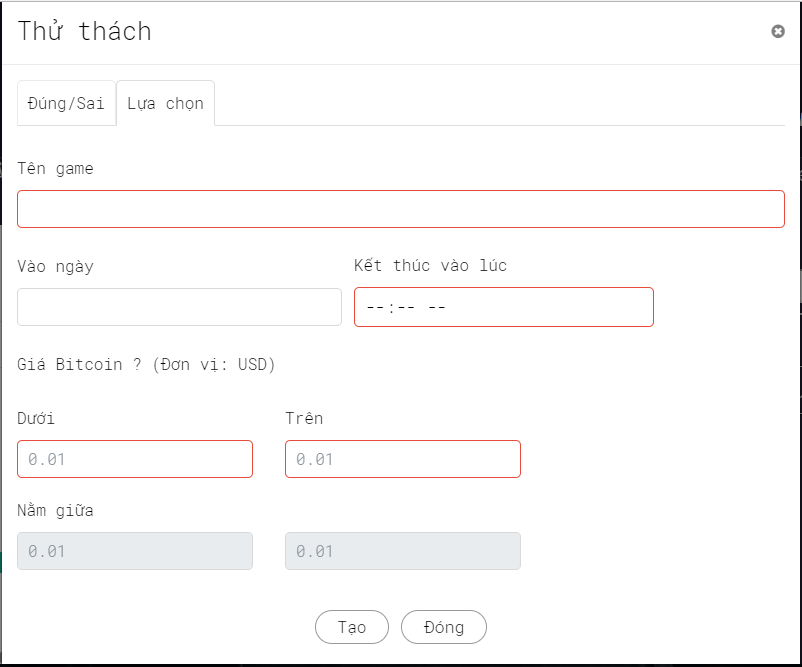 Thử thách
Đúng/Sai Lựa chọn
Tên game
Vào ngày Kết thúc vào lúc
--:-- --
Giá Bitcoin ? (Đơn vị: USD)
Dưới Trên
0.01 0.01
Nằm giữa
0.01 0.01
Tạo Đóng